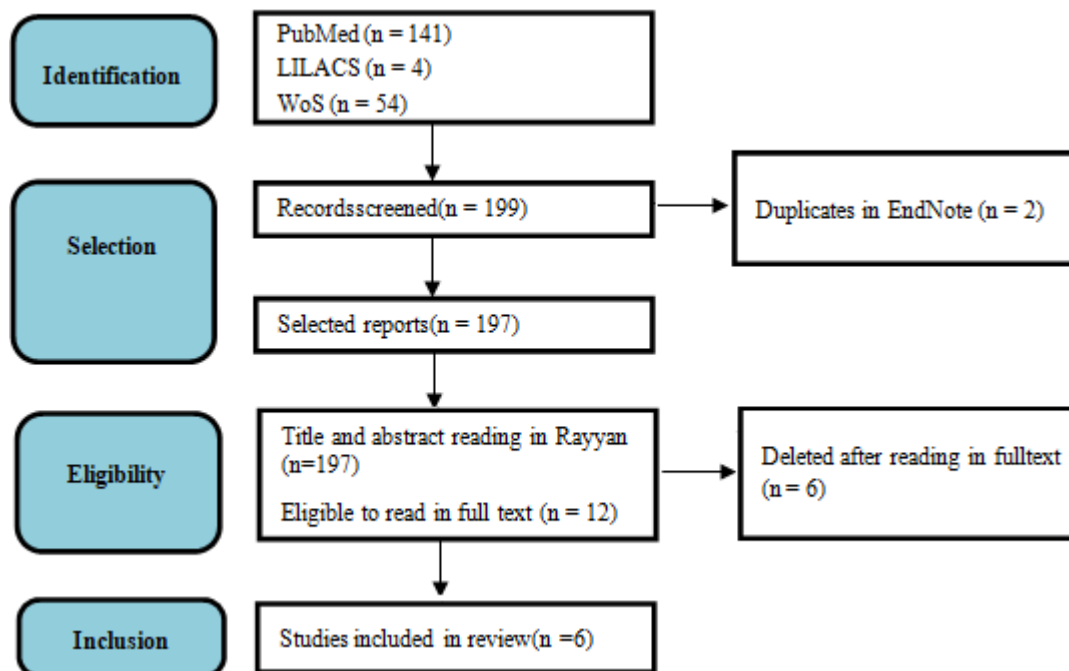 Identification
PubMed (n = 141)
LILACS (n = 4)
WoS (n = 54)
Selection
Recordsscreened(n = 199)
Duplicates in EndNote (n = 2)
Selected reports(n = 197)
Eligibility
Title and abstract reading in Rayyan
(n=197)
Eligible to read in full text (n = 12)
Deleted after reading in fulltext
(n = 6)
Inclusion
Studies included in review(n =6)